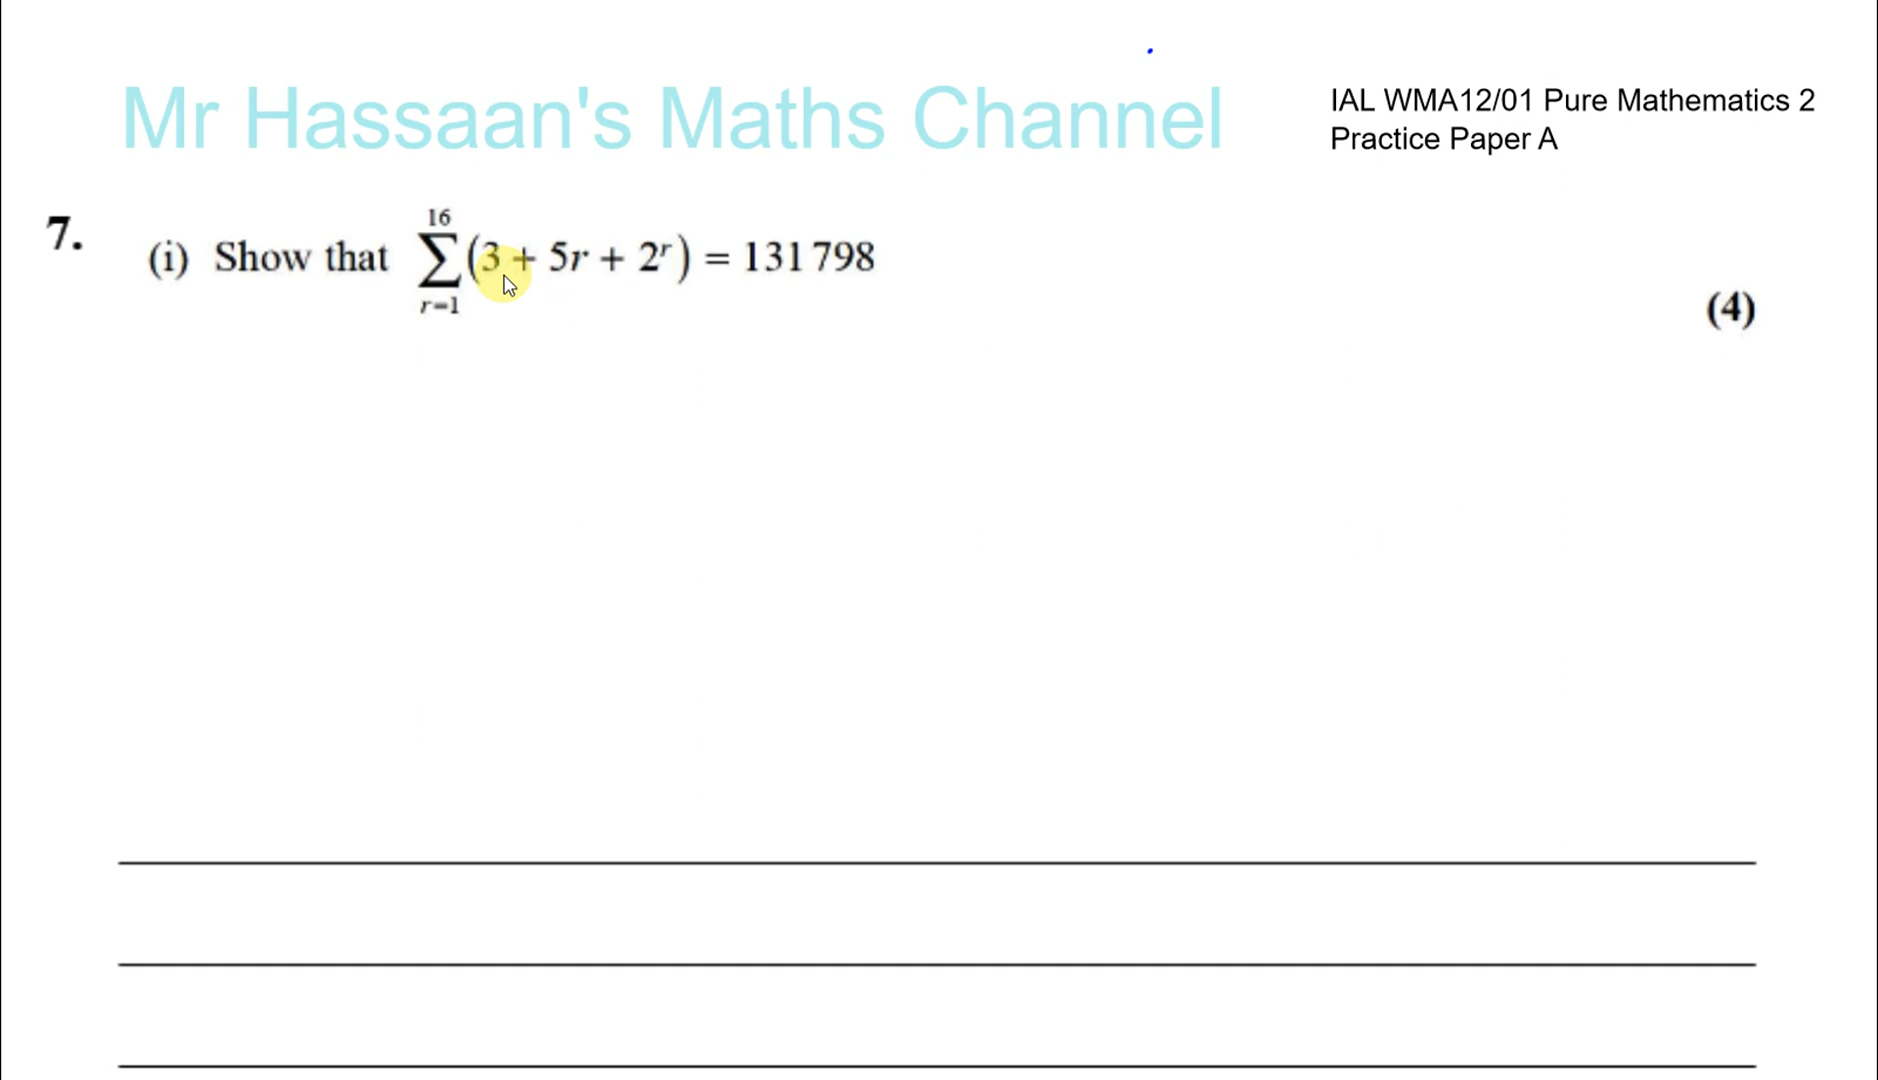 Mr Hassaan's Maths Channel
IAL WMA12/01 Pure Mathematics 2
Practice Paper A
7.
(i) Show that \sum_{r=1}^{16} (3 + 5r + 2^r) = 131 798
(4)